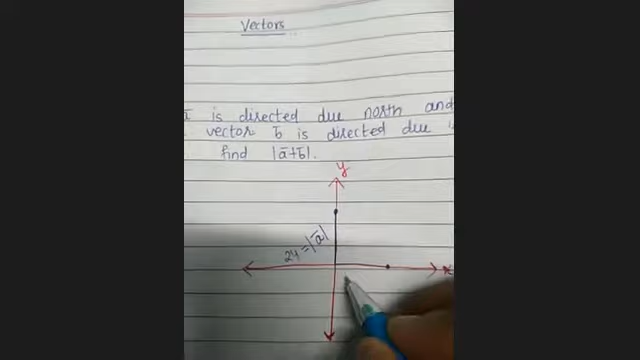 Vectors
ā is directed due north and
vector b̄ is directed due
find |ā+b̄|.
y
24 = |ā|
x